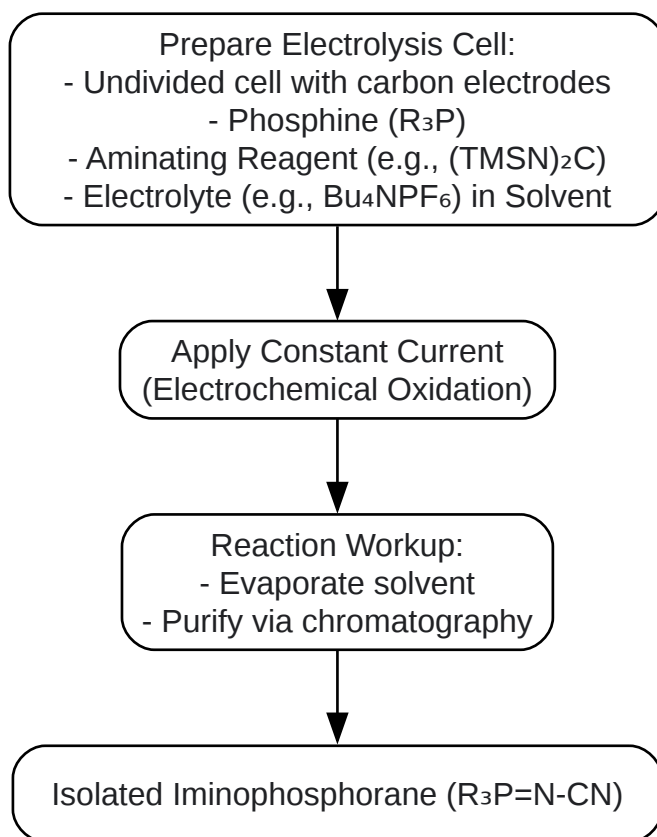 Prepare Electrolysis Cell:
- Undivided cell with carbon electrodes
- Phosphine (R₃P)
- Aminating Reagent (e.g., (TMSN)₂C)
- Electrolyte (e.g., Bu₄NPF₆) in Solvent
Apply Constant Current
(Electrochemical Oxidation)
Reaction Workup:
- Evaporate solvent
- Purify via chromatography
Isolated Iminophosphorane (R₃P=N-CN)